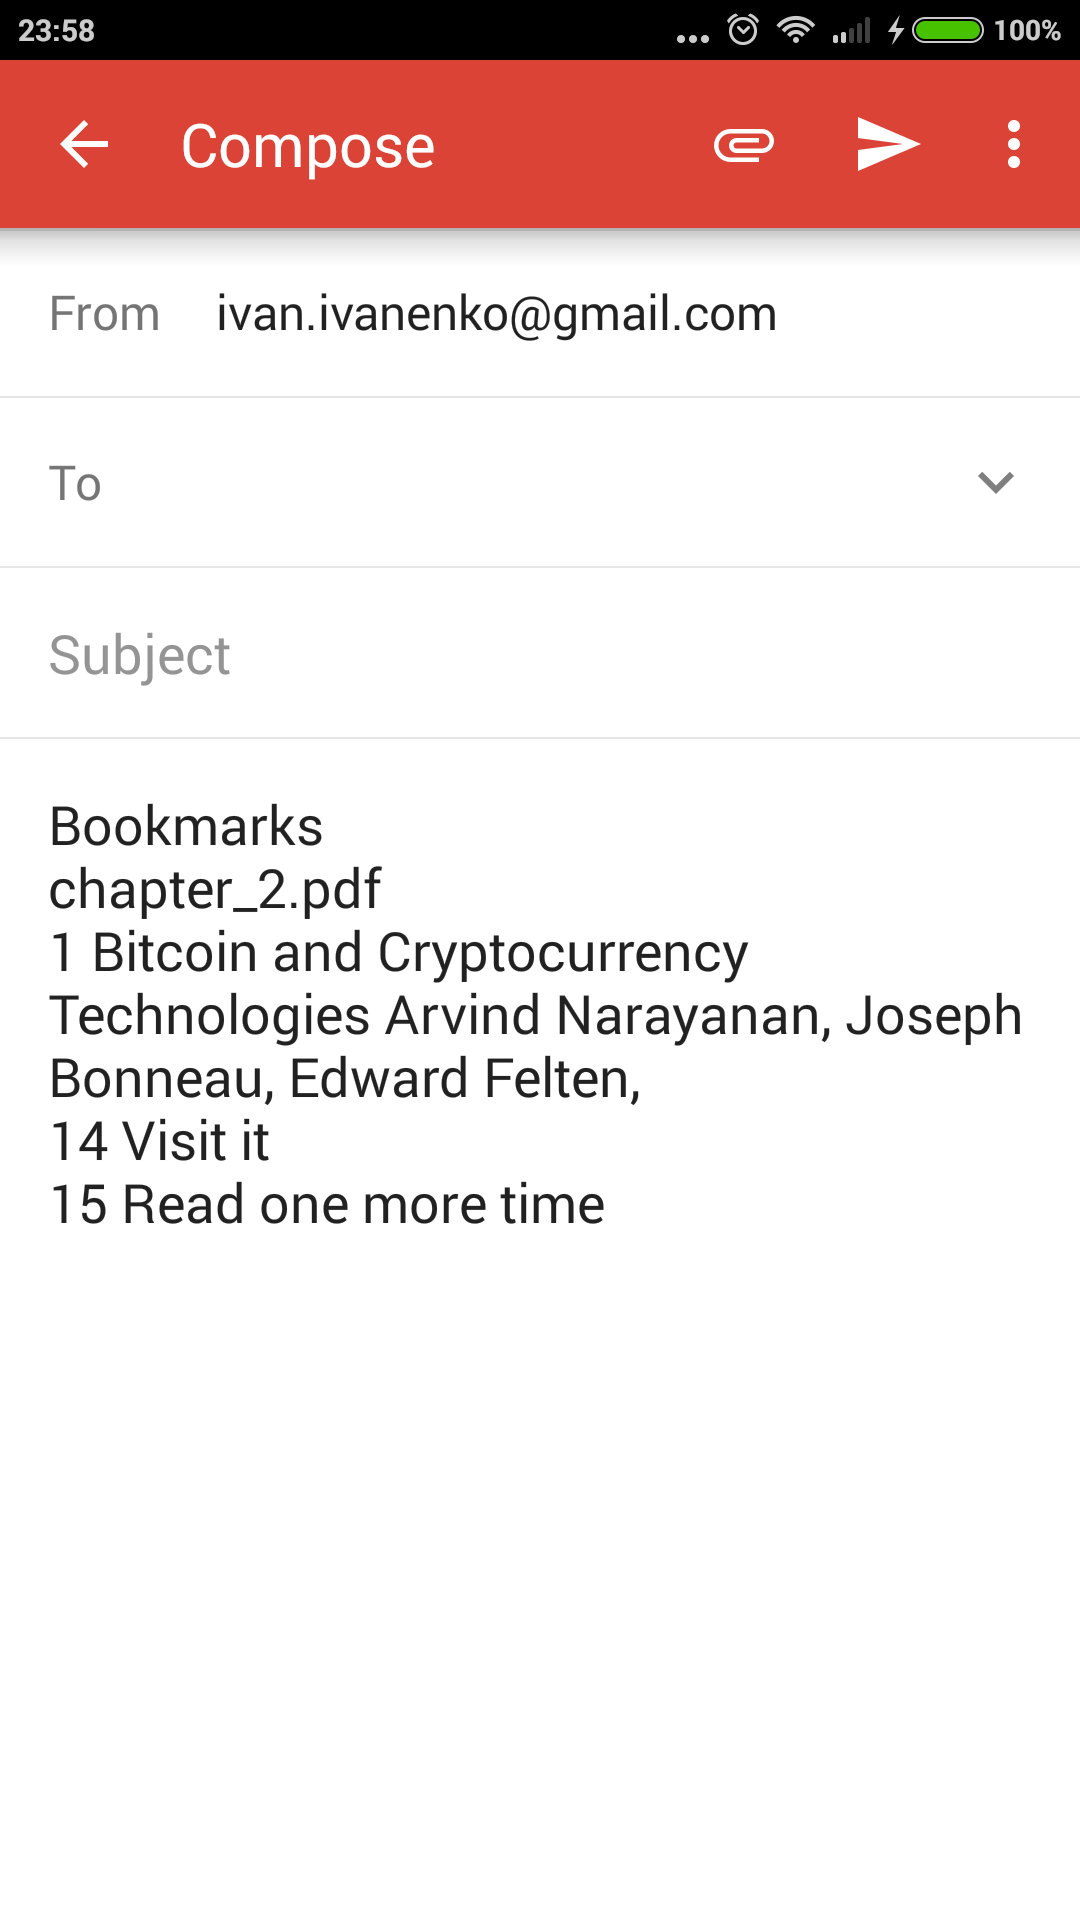 23:58 100%
Compose
From ivan.ivanenko@gmail.com
To
Subject
Bookmarks
chapter_2.pdf
1 Bitcoin and Cryptocurrency
Technologies Arvind Narayanan, Joseph
Bonneau, Edward Felten,
14 Visit it
15 Read one more time